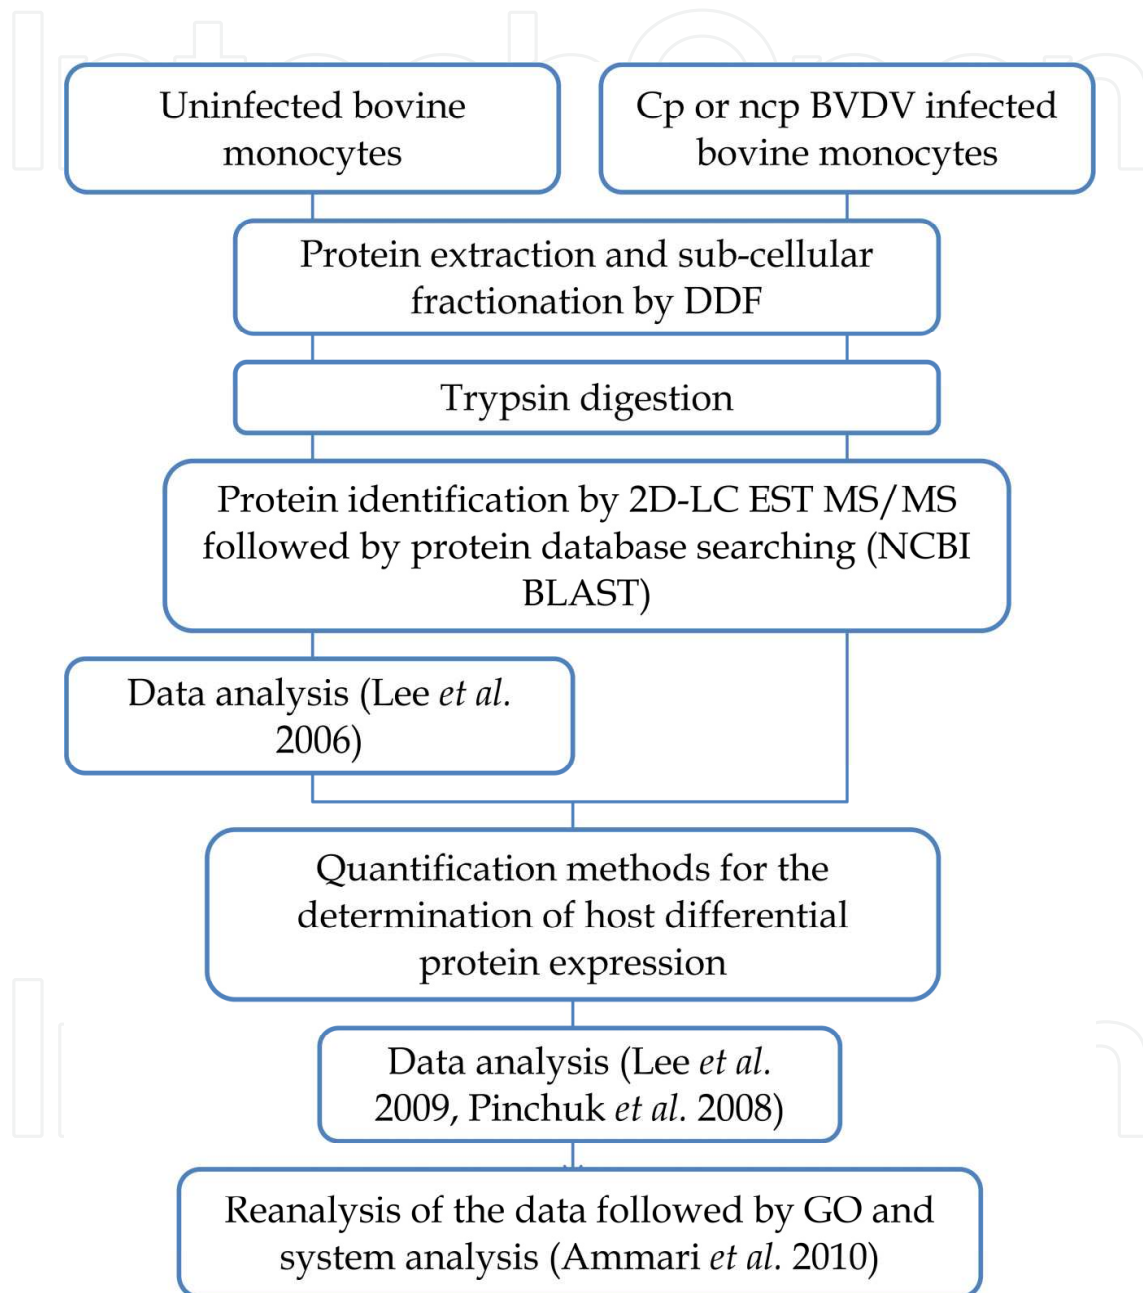 Uninfected bovine
monocytes
Cp or ncp BVDV infected
bovine monocytes
Protein extraction and sub-cellular
fractionation by DDF
Trypsin digestion
Protein identification by 2D-LC EST MS/MS
followed by protein database searching (NCBI
BLAST)
Data analysis (Lee et al.
2006)
Quantification methods for the
determination of host differential
protein expression
Data analysis (Lee et al.
2009, Pinchuk et al. 2008)
Reanalysis of the data followed by GO and
system analysis (Ammari et al. 2010)